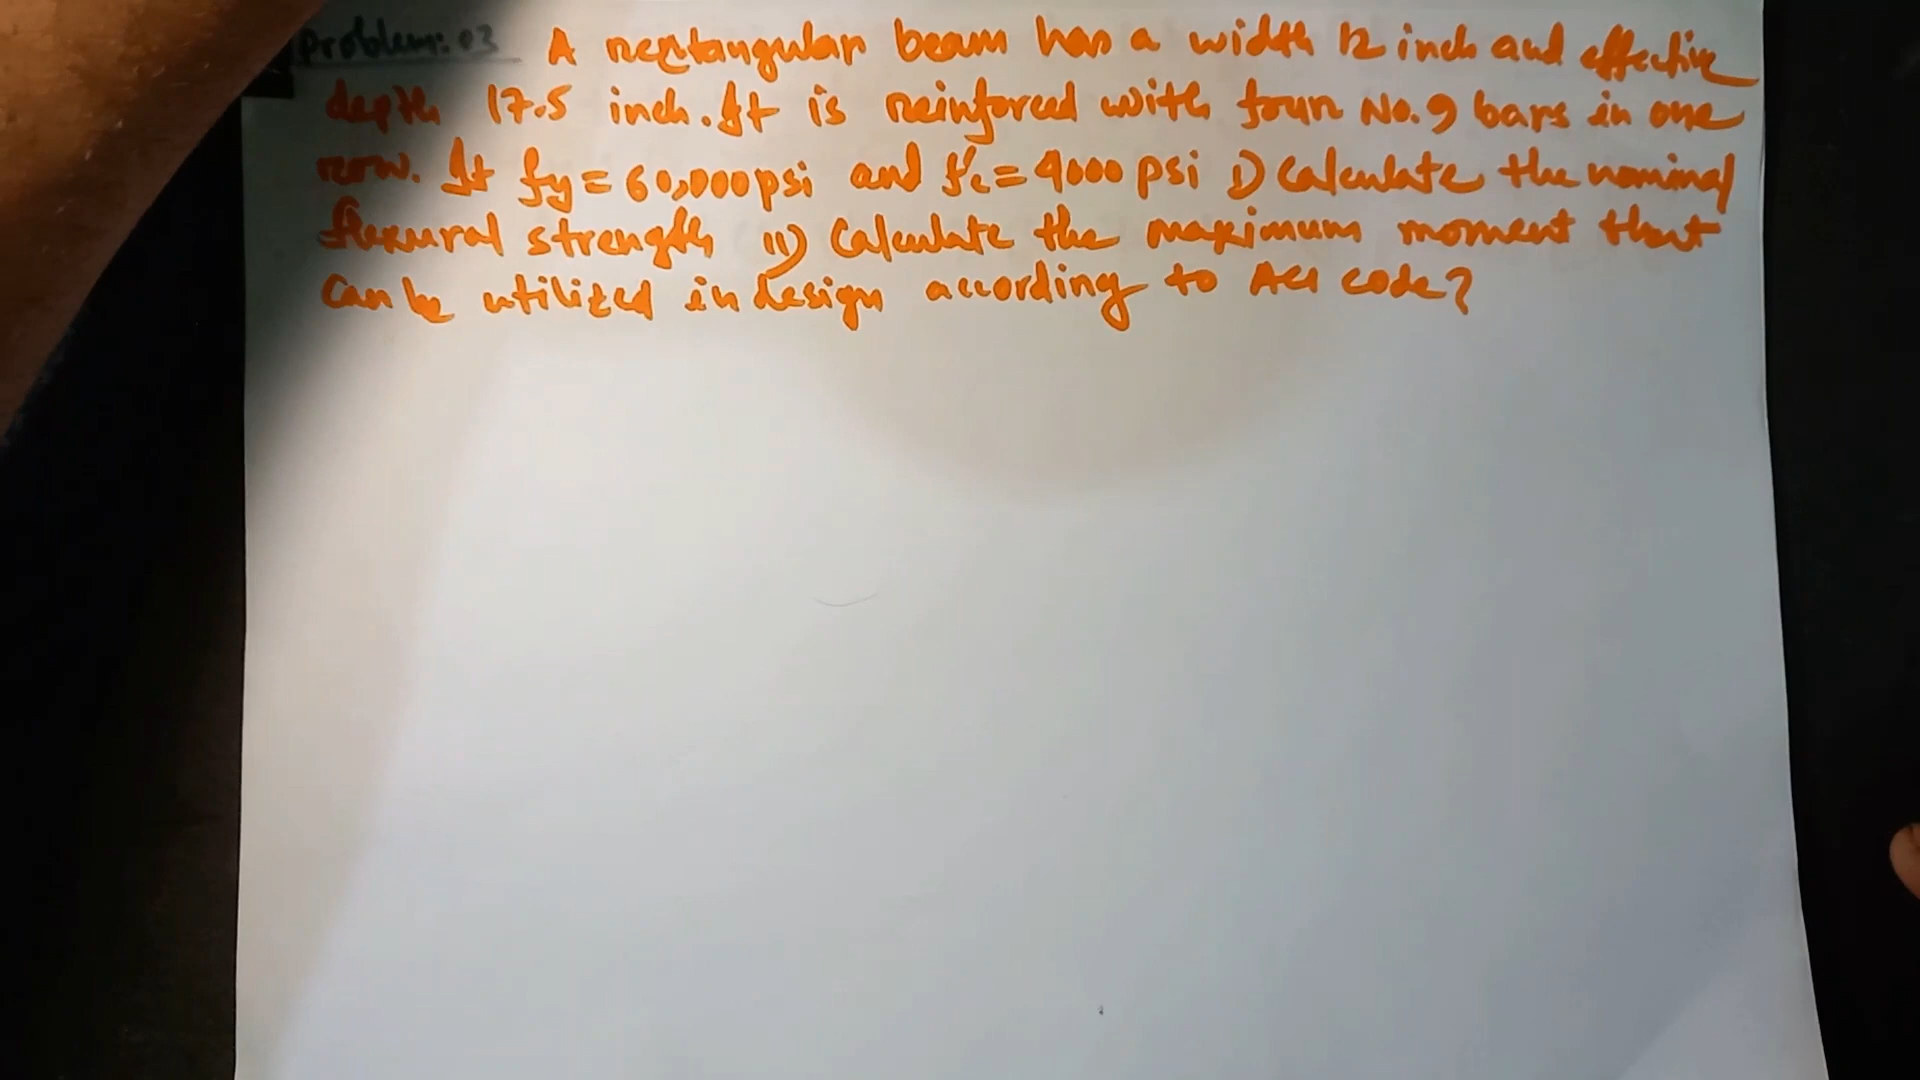 Problem: 03 A rectangular beam has a width 12 inch and effective
depth 17.5 inch. It is reinforced with four No. 9 bars in one
row. If fy = 60,000 psi and f'c = 4000 psi i) Calculate the nominal
flexural strength ii) Calculate the maximum moment that
can be utilized in design according to ACI code?